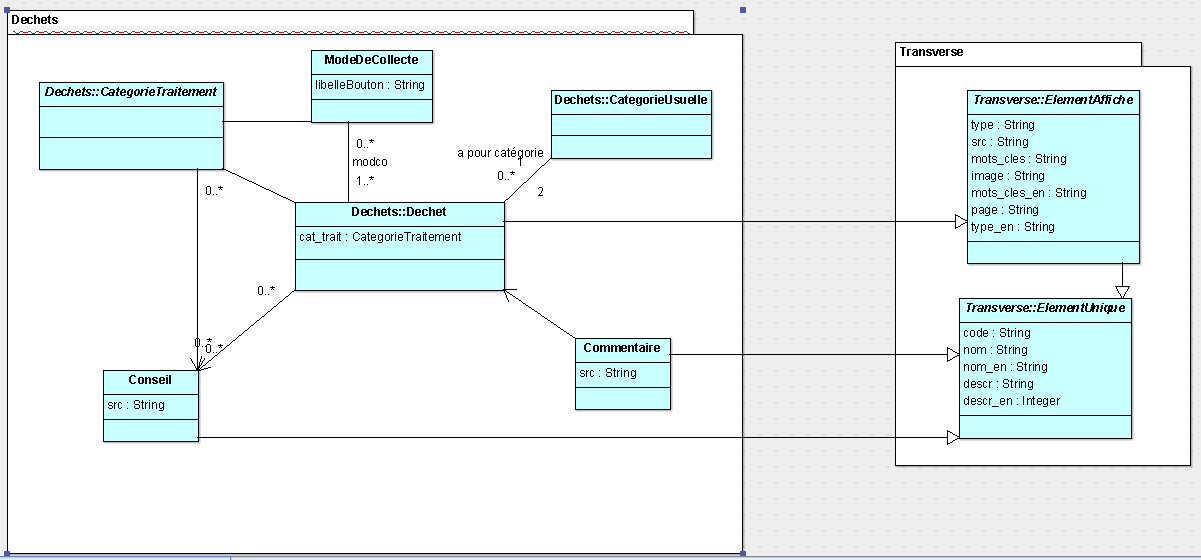 Dechets
Dechets::CategorieTraitement
0..*
ModeDeCollecte
libelleBouton : String
0..*
modco
1..*
Dechets::CategorieUsuelle
a pour catégorie
1
0..*
2
Dechets::Dechet
cat_trait : CategorieTraitement
0..*
0..*
0..*
Conseil
src : String
Commentaire
src : String
Transverse
Transverse::ElementAffiche
type : String
src : String
mots_cles : String
image : String
mots_cles_en : String
page : String
type_en : String
Transverse::ElementUnique
code : String
nom : String
nom_en : String
descr : String
descr_en : Integer